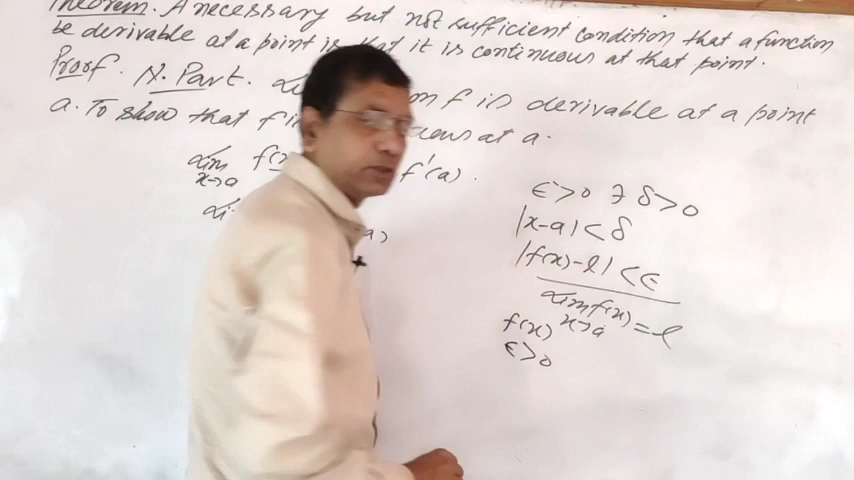 Theorem. A necessary but not sufficient condition that a function
be derivable at a point is that it is continuous at that point.
Proof. N. Part. f is derivable at a point
a. To show that f at a.
lim x→a f'(a).
a)
ε>0 ∃ δ>0
|x-a|<δ
|f(x)-l|<ε
lim f(x) = l
x→a
f(x)
ε>0